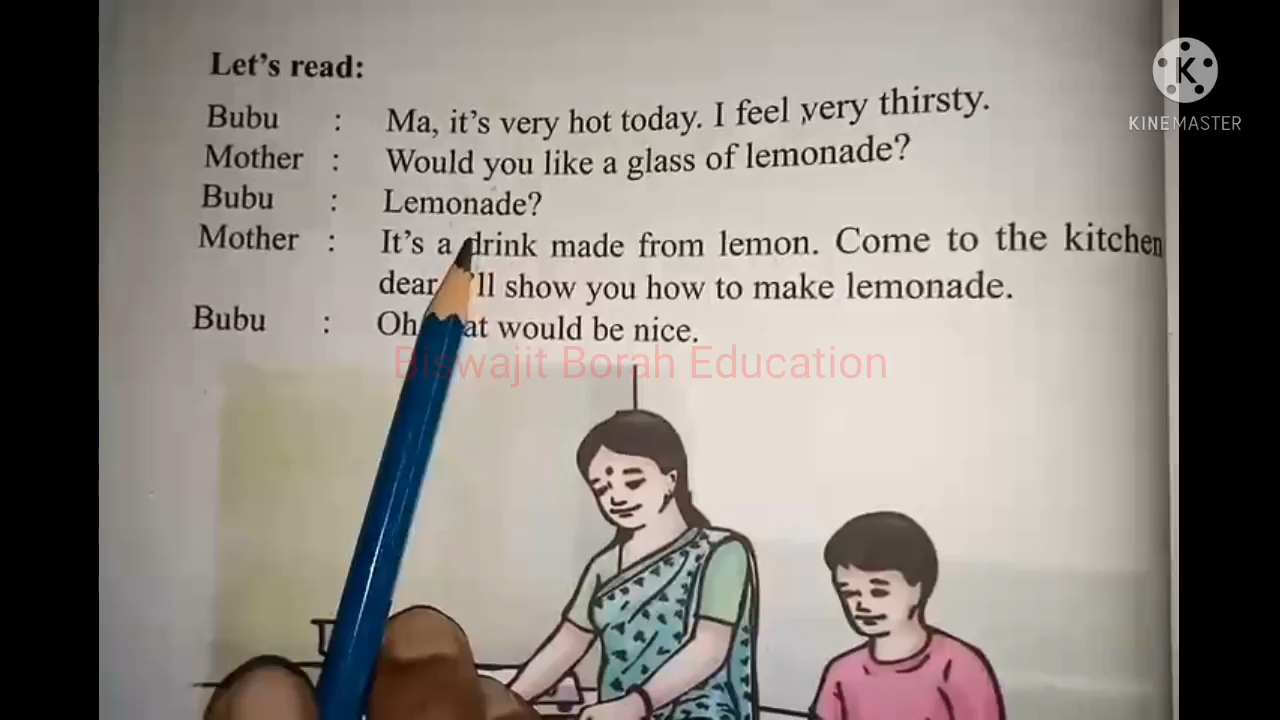 Let's read:
Bubu : Ma, it's very hot today. I feel very thirsty.
Mother : Would you like a glass of lemonade?
Bubu : Lemonade?
Mother : It's a drink made from lemon. Come to the kitchen
dear 'll show you how to make lemonade.
Bubu : Oh would be nice.
Biswajit Borah Education
K
KINEMASTER